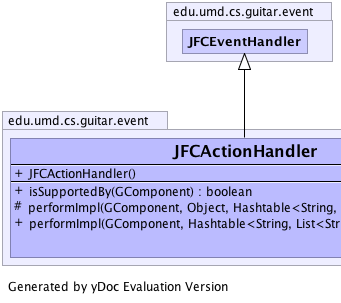 edu.umd.cs.guitar.event
JFCEventHandler
edu.umd.cs.guitar.event
JFCActionHandler
+ JFCActionHandler()
+ isSupportedBy(GComponent) : boolean
# performImpl(GComponent, Object, Hashtable<String,
+ performImpl(GComponent, Hashtable<String, List<Str
Generated by yDoc Evaluation Version